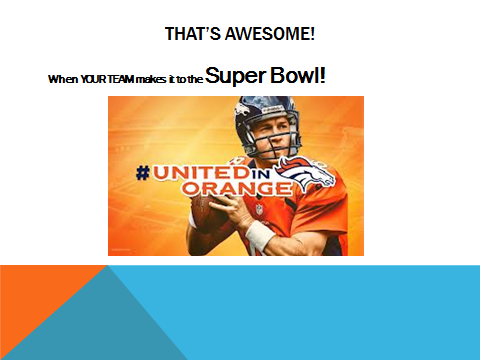 THAT'S AWESOME!
When YOUR TEAM makes it to the Super Bowl!
#UNITED IN
ORANGE